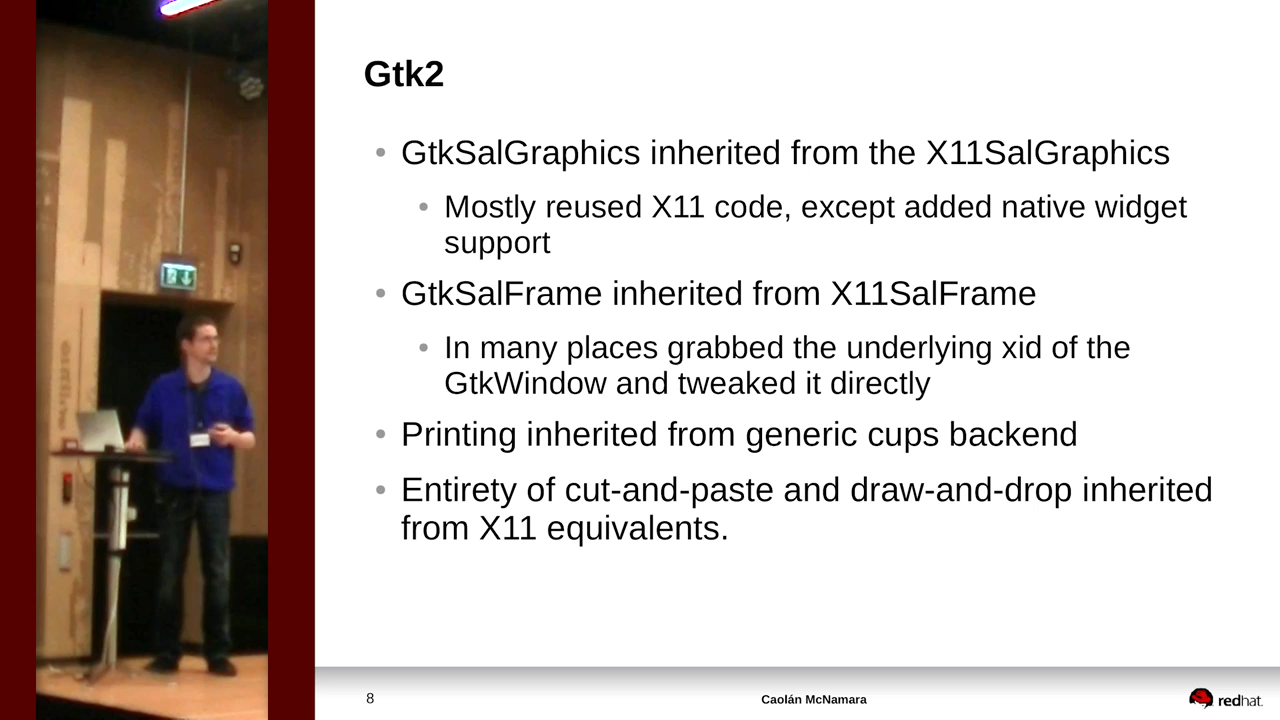 Gtk2
GtkSalGraphics inherited from the X11SalGraphics
Mostly reused X11 code, except added native widget
support
GtkSalFrame inherited from X11SalFrame
In many places grabbed the underlying xid of the
GtkWindow and tweaked it directly
Printing inherited from generic cups backend
Entirety of cut-and-paste and draw-and-drop inherited
from X11 equivalents.
8
Caolán McNamara
redhat.